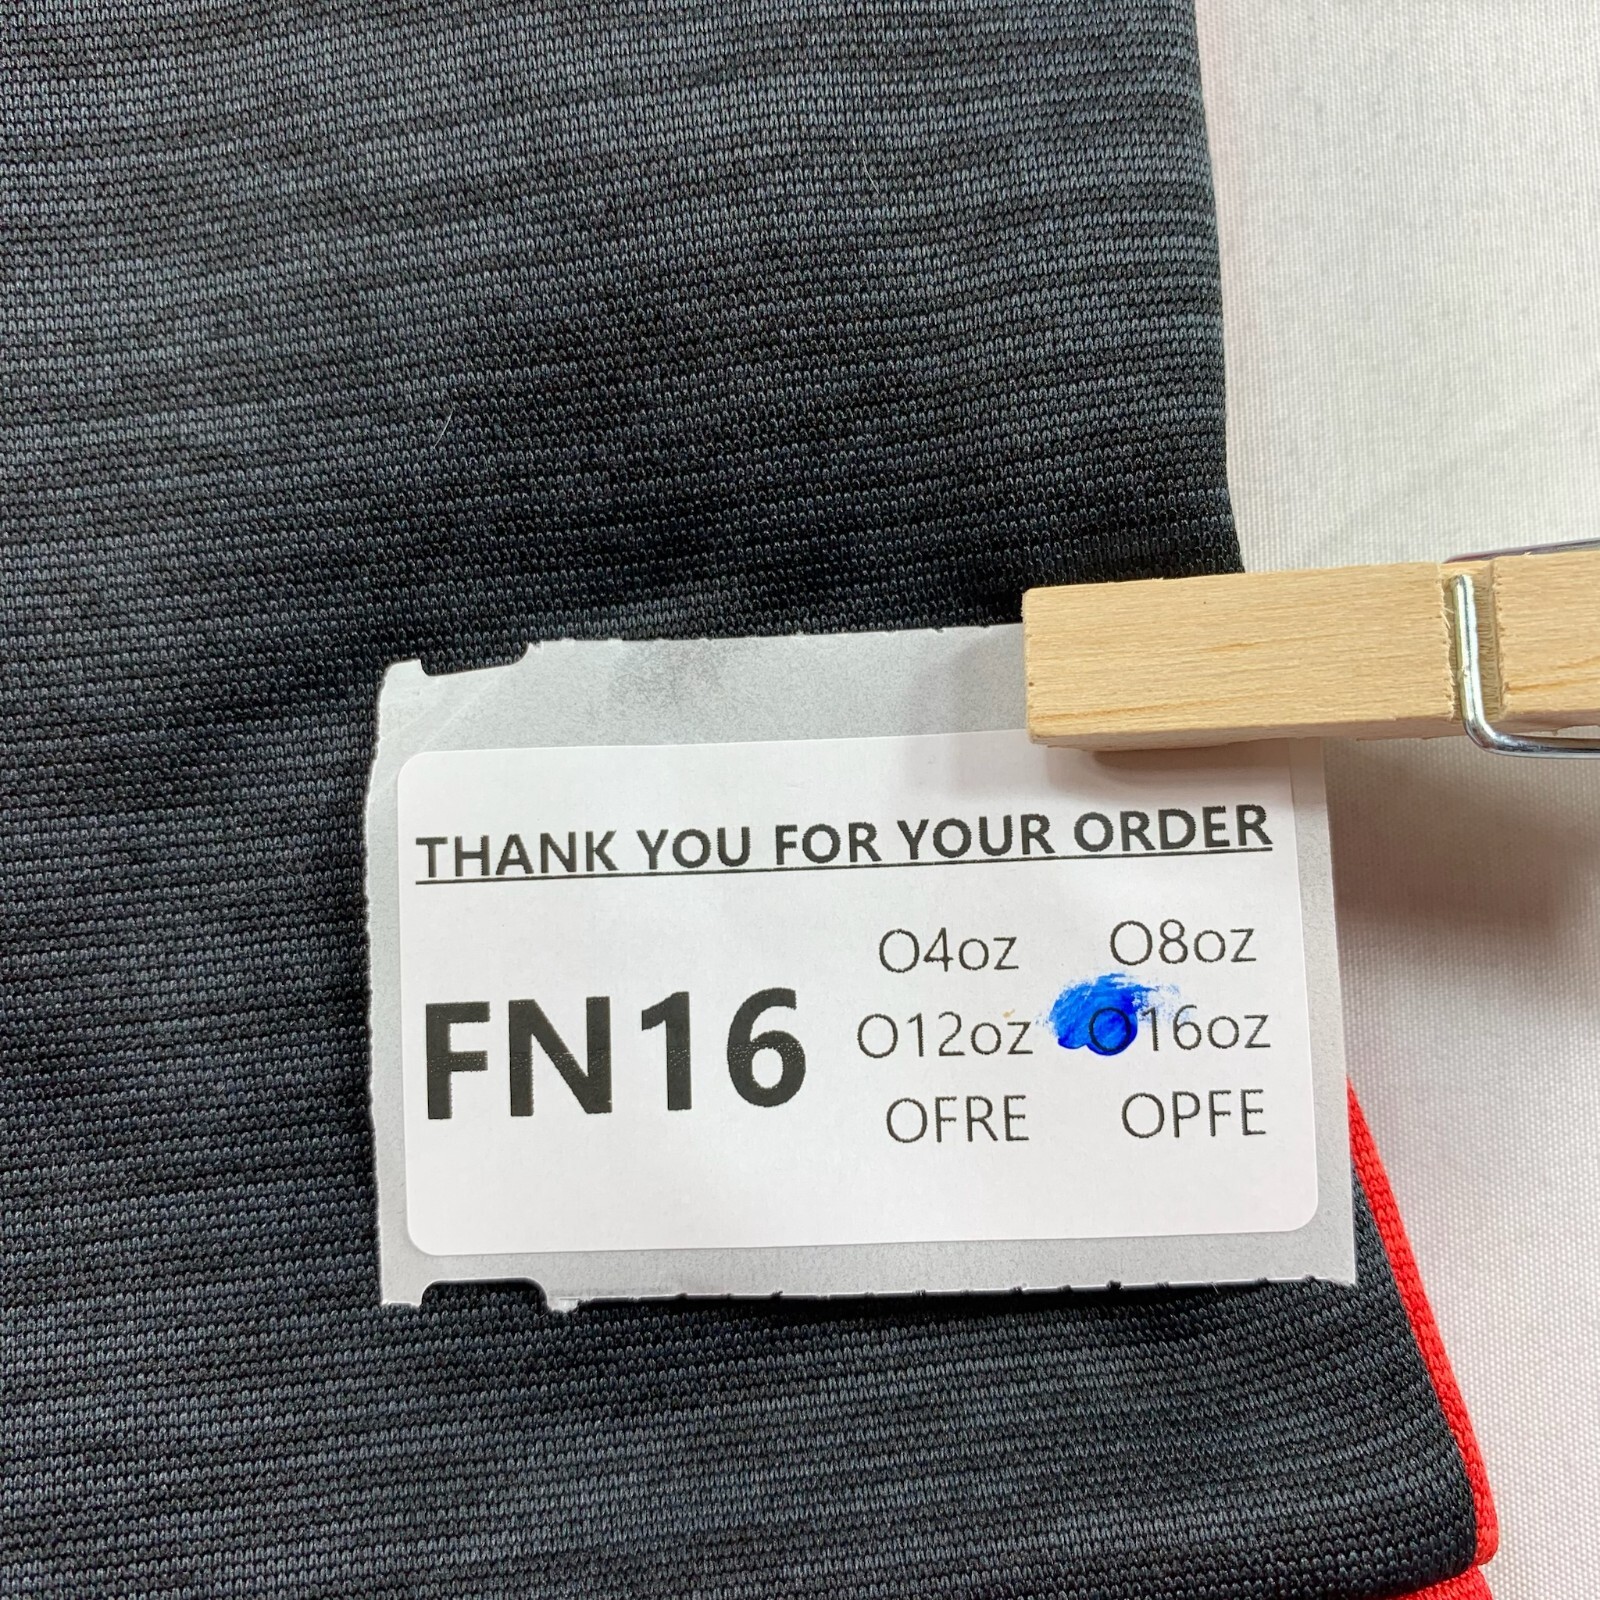 THANK YOU FOR YOUR ORDER
FN16
O4oz O8oz
O12oz O16oz
OFRE OPFE